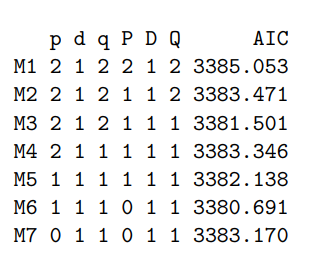 p d q P D Q AIC
M1 2 1 2 2 1 2 3385.053
M2 2 1 2 1 1 2 3383.471
M3 2 1 2 1 1 1 3381.501
M4 2 1 1 1 1 1 3383.346
M5 1 1 1 1 1 1 3382.138
M6 1 1 1 0 1 1 3380.691
M7 0 1 1 0 1 1 3383.170